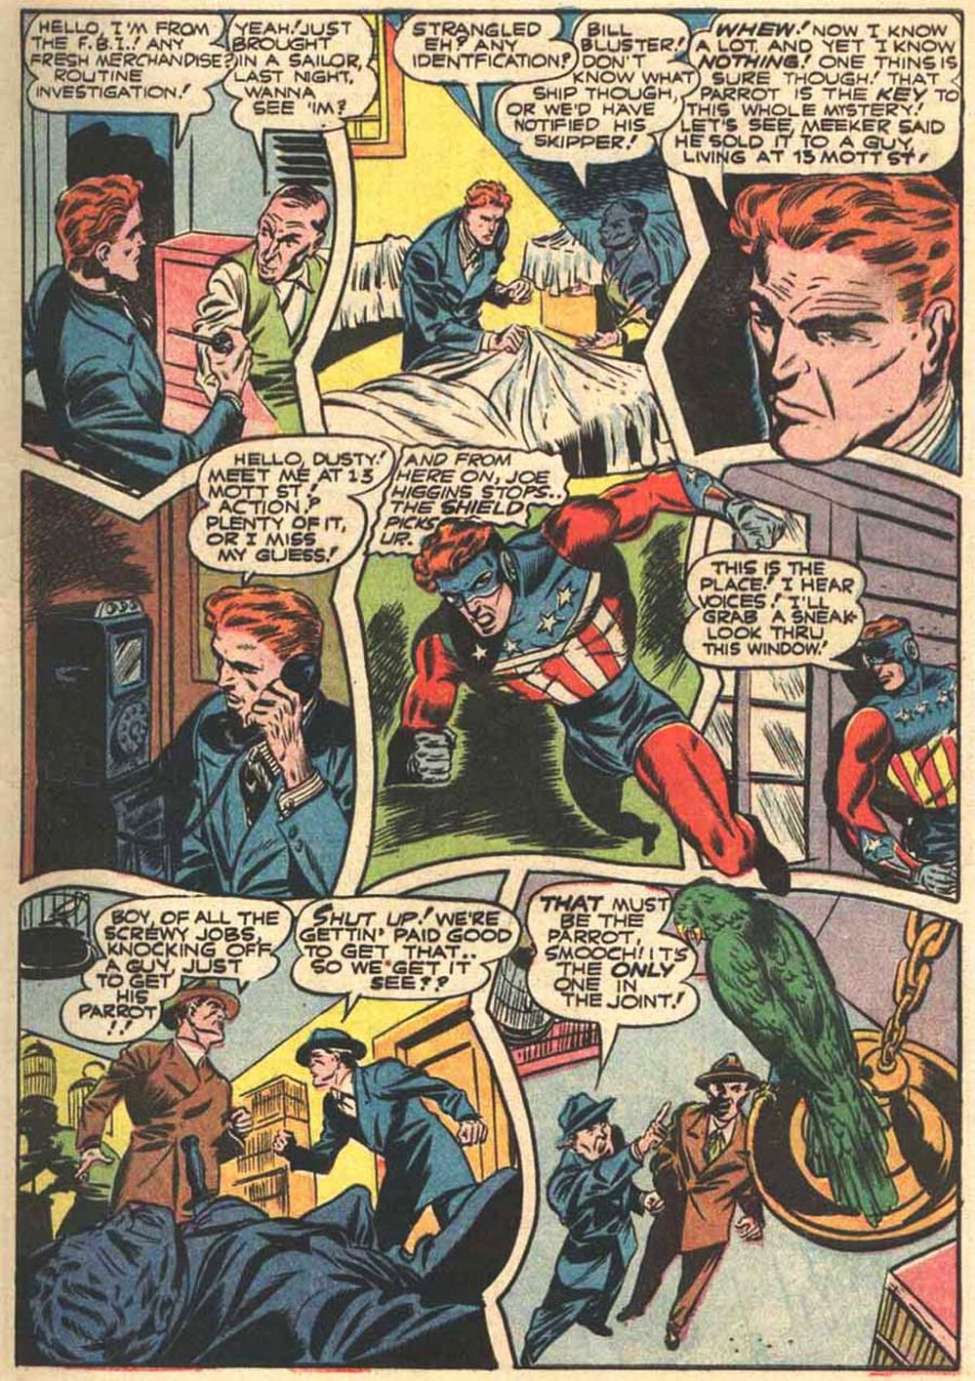 HELLO, I'M FROM
THE F.B.I.! ANY
FRESH MERCHANDISE?
ROUTINE
INVESTIGATION!
YEAH! JUST
BROUGHT
IN A SAILOR,
LAST NIGHT,
WANNA
SEE 'IM?
STRANGLED
EH? ANY
IDENTFICATION?
BILL
BLUSTER!
DON'T
KNOW WHAT
SHIP THOUGH,
OR WE'D HAVE
NOTIFIED HIS
SKIPPER!
WHEW! NOW I KNOW
A LOT. AND YET I KNOW
NOTHING! ONE THING IS
SURE THOUGH! THAT
PARROT IS THE KEY TO
THIS WHOLE MYSTERY!
LET'S SEE, MEEKER SAID
HE SOLD IT TO A GUY,
LIVING AT 13 MOTT ST!
HELLO, DUSTY!
MEET ME AT 13
MOTT ST!
ACTION?
PLENTY OF IT,
OR I MISS
MY GUESS!
AND FROM
HERE ON, JOE
HIGGINS STOPS..
THE SHIELD
PICKS
UP.
THIS IS THE
PLACE! I HEAR
VOICES! I'LL
GRAB A SNEAK-
LOOK THRU
THIS WINDOW!
BOY, OF ALL THE
SCREWY JOBS,
KNOCKING OFF
A GUY, JUST
TO GET
HIS
PARROT
!!
SHUT UP! WE'RE
GETTIN' PAID GOOD
TO GET THAT..
SO WE GET IT
SEE??
THAT MUST
BE THE
PARROT,
SMOOCH! IT'S
THE ONLY
ONE IN
THE JOINT!